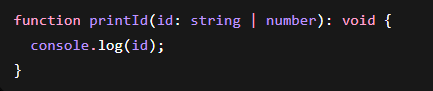 function printId(id: string | number): void {
  console.log(id);
}